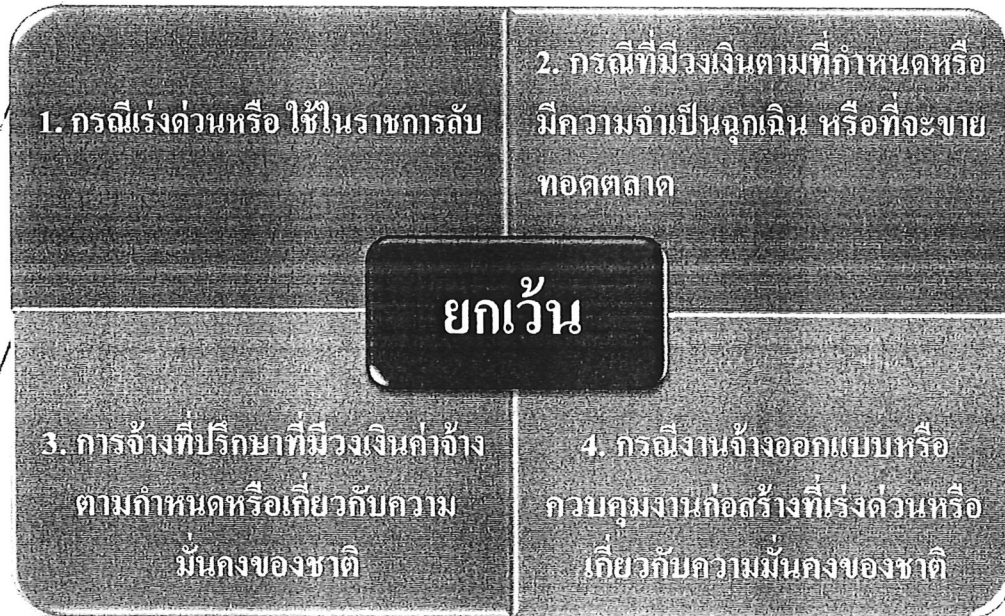 1. กรณีเร่งด่วนหรือ ใช้ในราชการลับ
2. กรณีที่มีวงเงินตามที่กำหนดหรือ
มีความจำเป็นฉุกเฉิน หรือที่จะขาย
ทอดตลาด
ยกเว้น
3. การจ้างที่ปรึกษาที่มีวงเงินค่าจ้าง
ตามกำหนดหรือเกี่ยวกับความ
มั่นคงของชาติ
4. กรณีงานจ้างออกแบบหรือ
ควบคุมงานก่อสร้างที่เร่งด่วนหรือ
เกี่ยวกับความมั่นคงของชาติ